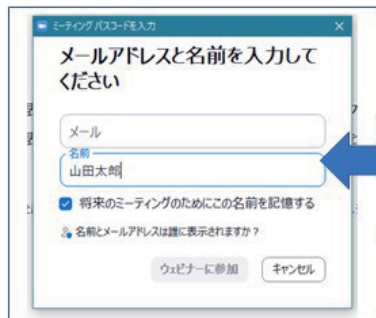 ミーティング パスコードを入力
メールアドレスと名前を入力して
ください
メール
名前
山田太郎
将来のミーティングのためにこの名前を記憶する
名前とメールアドレスは誰に表示されますか？
ウェビナーに参加
キャンセル